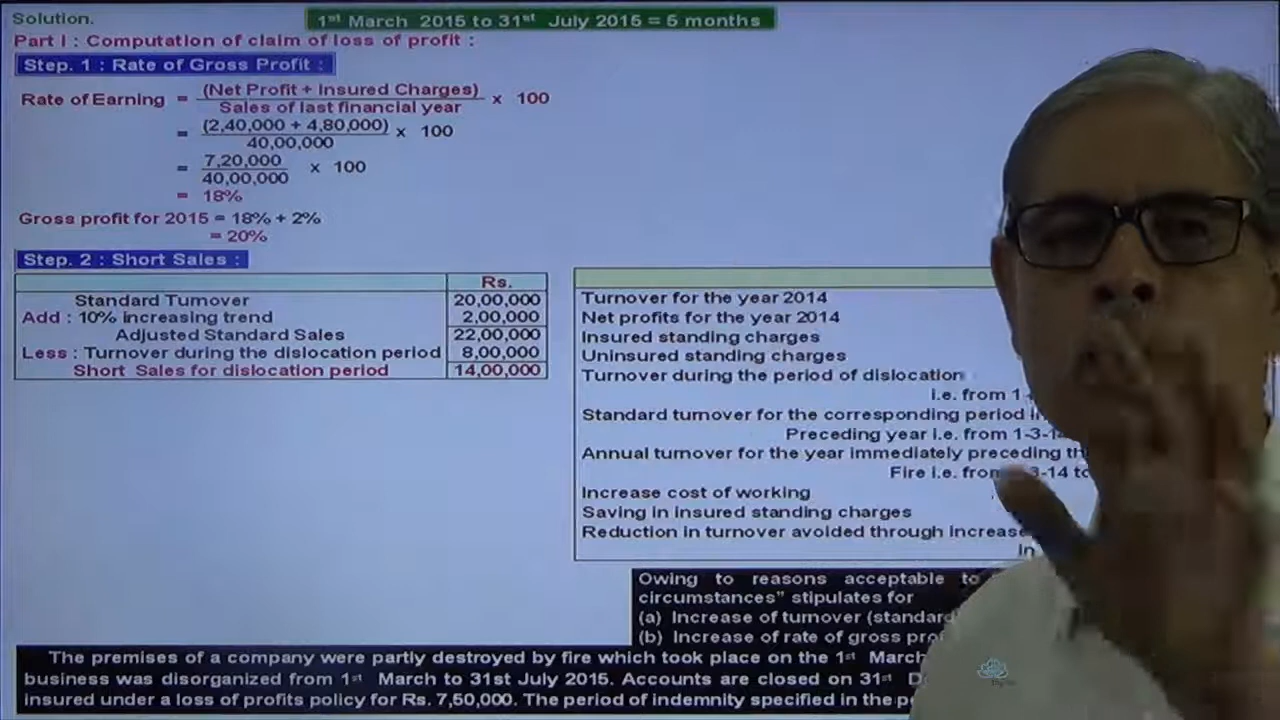 Solution.
1st March 2015 to 31st July 2015 = 5 months
Part I : Computation of claim of loss of profit :
Step. 1 : Rate of Gross Profit :
Rate of Earning = (Net Profit + Insured Charges) / Sales of last financial year x 100
= (2,40,000 + 4,80,000) / 40,00,000 x 100
= 7,20,000 / 40,00,000 x 100
= 18%
Gross profit for 2015 = 18% + 2%
= 20%
Step. 2 : Short Sales :
Rs.
Standard Turnover 20,00,000
Add : 10% increasing trend 2,00,000
Adjusted Standard Sales 22,00,000
Less : Turnover during the dislocation period 8,00,000
Short Sales for dislocation period 14,00,000
Turnover for the year 2014
Net profits for the year 2014
Insured standing charges
Uninsured standing charges
Turnover during the period of dislocation
i.e. from 1
Standard turnover for the corresponding period in
Preceding year i.e. from 1-3-14
Annual turnover for the year immediately preceding
Fire i.e. from 3-14 to
Increase cost of working
Saving in insured standing charges
Reduction in turnover avoided through increase
in
Owing to reasons acceptable to
circumstances" stipulates for
(a) Increase of turnover (standard
(b) Increase of rate of gross
The premises of a company were partly destroyed by fire which took place on the 1st March
business was disorganized from 1st March to 31st July 2015. Accounts are closed on 31st
insured under a loss of profits policy for Rs. 7,50,000. The period of indemnity specified in the